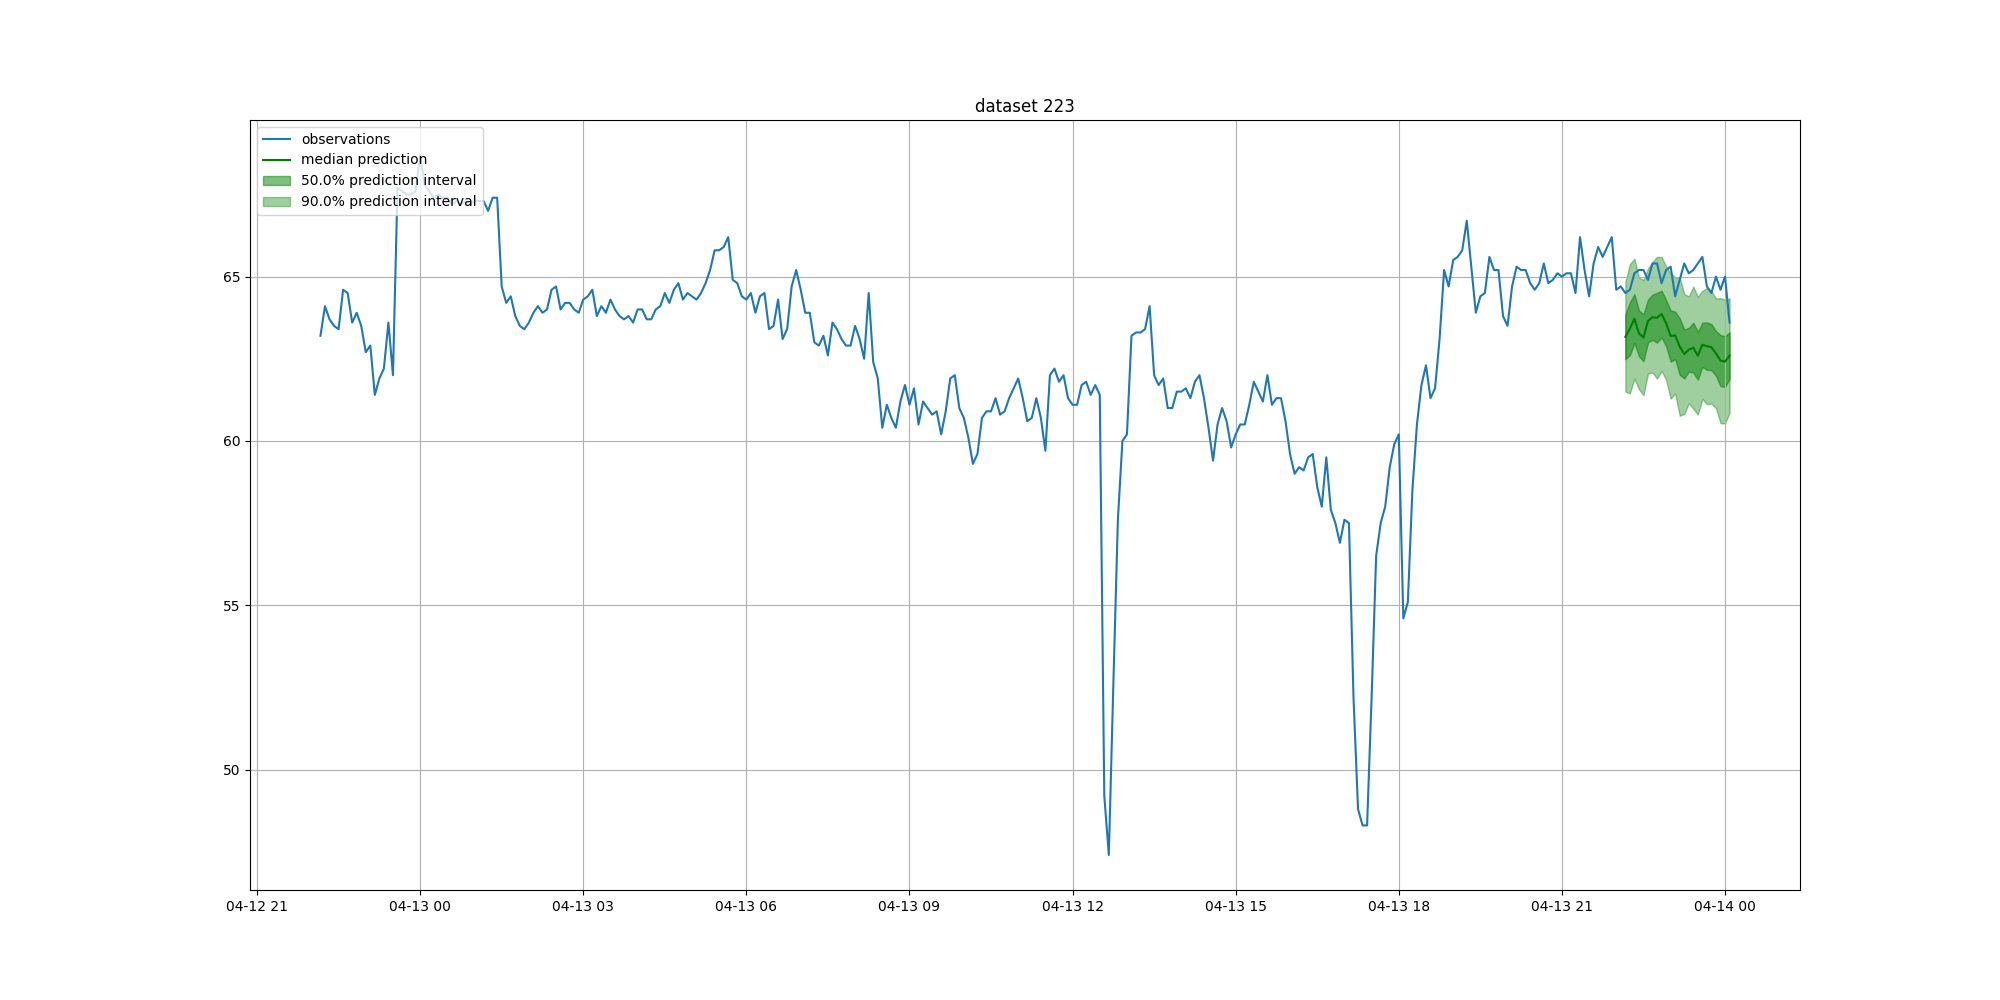 dataset 223
observations
median prediction
50.0% prediction interval
90.0% prediction interval
65
60
55
50
04-12 21
04-13 00
04-13 03
04-13 06
04-13 09
04-13 12
04-13 15
04-13 18
04-13 21
04-14 00